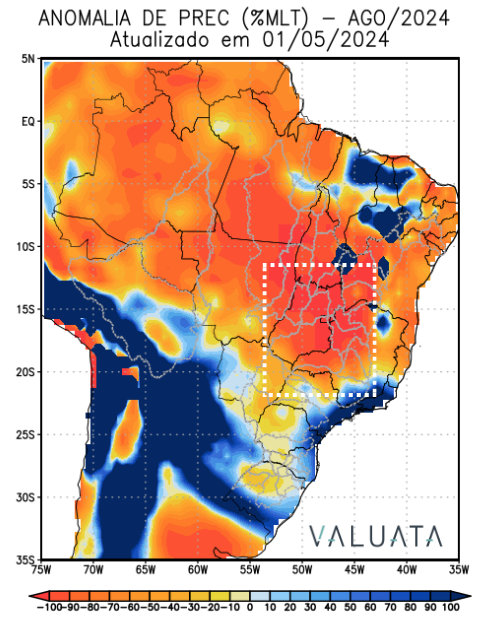 ANOMALIA DE PREC (%MLT) – AGO/2024
Atualizado em 01/05/2024
5N
EQ
5S
10S
15S
20S
25S
30S
35S
VALUATA
75W 70W 65W 60W 55W 50W 45W 40W 35W
-100 -90 -80 -70 -60 -50 -40 -30 -20 -10 0 10 20 30 40 50 60 70 80 90 100